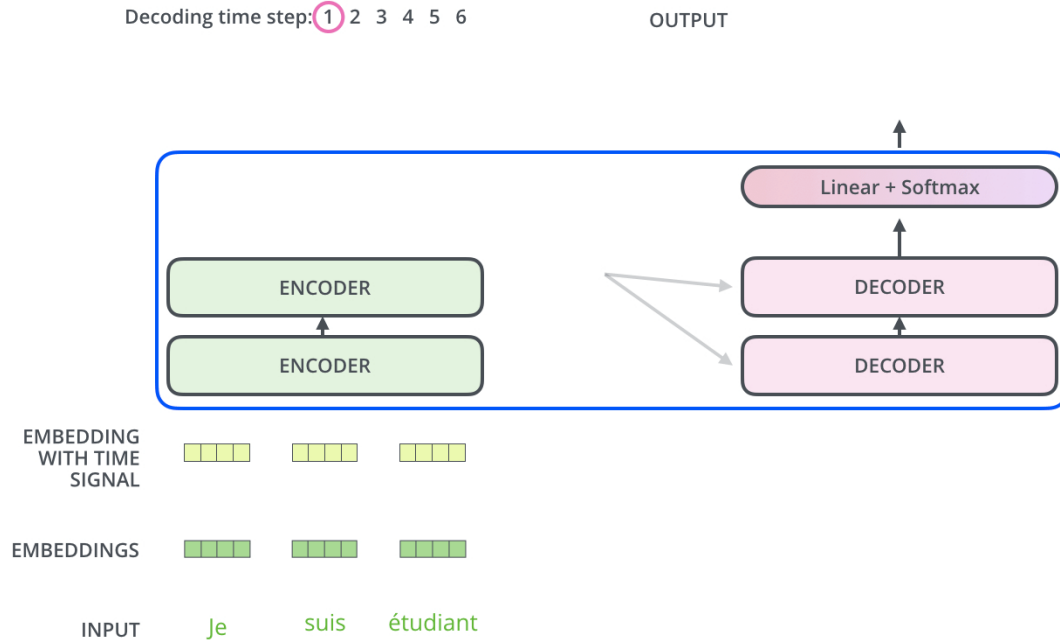 Decoding time step: 1 2 3 4 5 6
OUTPUT
Linear + Softmax
ENCODER
DECODER
ENCODER
DECODER
EMBEDDING
WITH TIME
SIGNAL
EMBEDDINGS
INPUT
Je
suis
étudiant